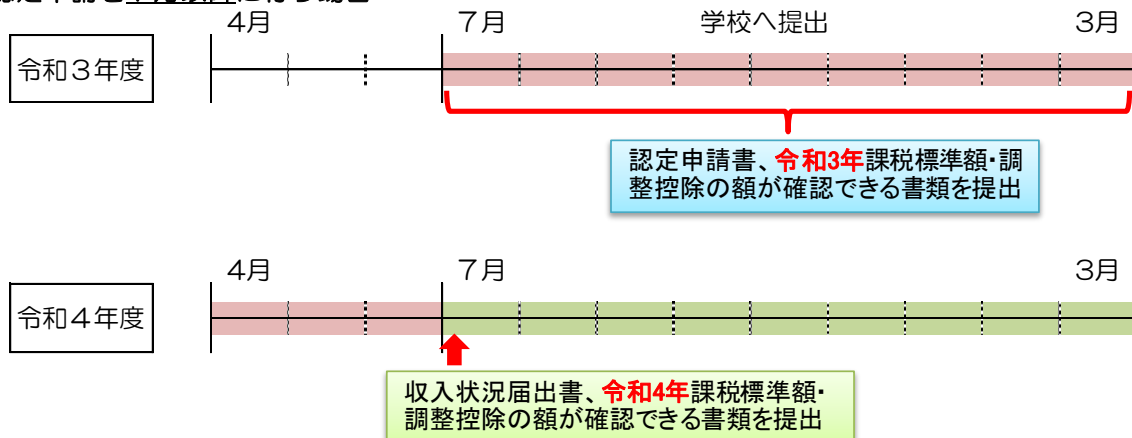 4月
7月
学校へ提出
3月
令和３年度
認定申請書、令和3年課税標準額・調
整控除の額が確認できる書類を提出
4月
7月
3月
令和４年度
収入状況届出書、令和4年課税標準額・
調整控除の額が確認できる書類を提出